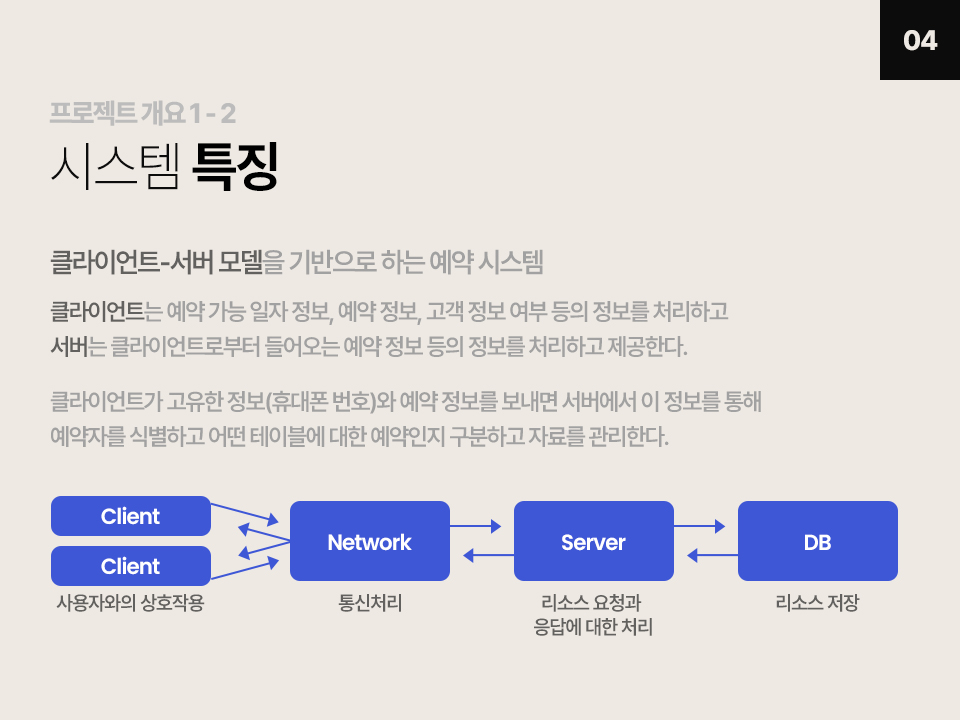 04
프로젝트 개요 1 - 2
시스템 특징
클라이언트-서버 모델을 기반으로 하는 예약 시스템
클라이언트는 예약 가능 일자 정보, 예약 정보, 고객 정보 여부 등의 정보를 처리하고
서버는 클라이언트로부터 들어오는 예약 정보 등의 정보를 처리하고 제공한다.
클라이언트가 고유한 정보(휴대폰 번호)와 예약 정보를 보내면 서버에서 이 정보를 통해
예약자를 식별하고 어떤 테이블에 대한 예약인지 구분하고 자료를 관리한다.
Client
Client
사용자와의 상호작용
Network
통신처리
Server
리소스 요청과
응답에 대한 처리
DB
리소스 저장